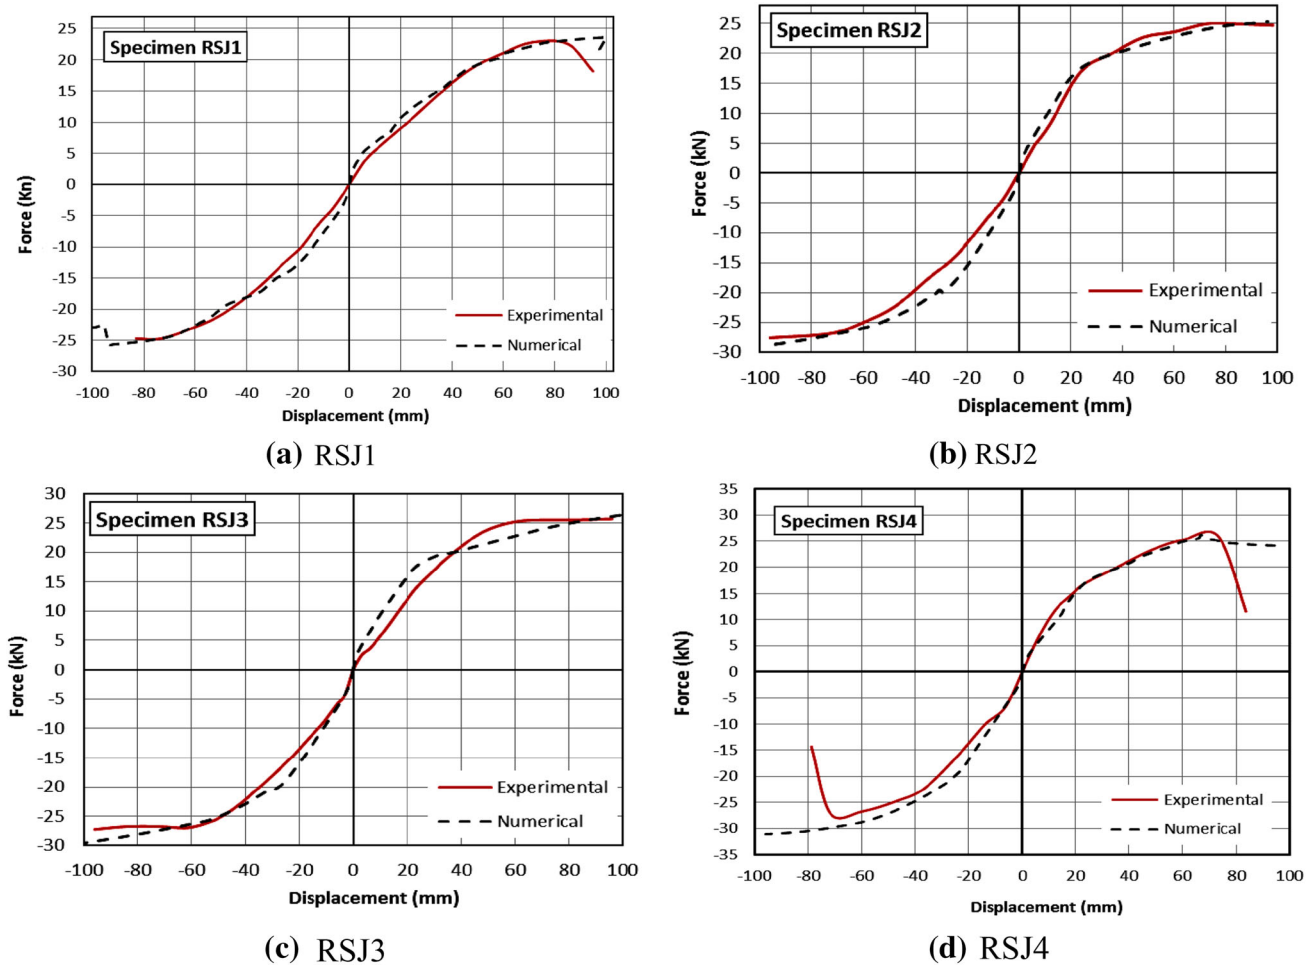 Specimen RSJ1
25
20
15
10
5
0
-5
-10
-15
-20
-25
-30
Force (Kn)
Experimental
Numerical
-100 -80 -60 -40 -20 0 20 40 60 80 100
Displacement (mm)
(a) RSJ1
Specimen RSJ2
25
20
15
10
5
0
-5
-10
-15
-20
-25
-30
Force (kN)
Experimental
Numerical
-100 -80 -60 -40 -20 0 20 40 60 80 100
Displacement (mm)
(b) RSJ2
Specimen RSJ3
30
25
20
15
10
5
0
-5
-10
-15
-20
-25
-30
Force (kN)
Experimental
Numerical
-100 -80 -60 -40 -20 0 20 40 60 80 100
Displacement (mm)
(c) RSJ3
Specimen RSJ4
35
30
25
20
15
10
5
0
-5
-10
-15
-20
-25
-30
-35
Force (kN)
Experimental
Numerical
-100 -80 -60 -40 -20 0 20 40 60 80 100
Displacement (mm)
(d) RSJ4